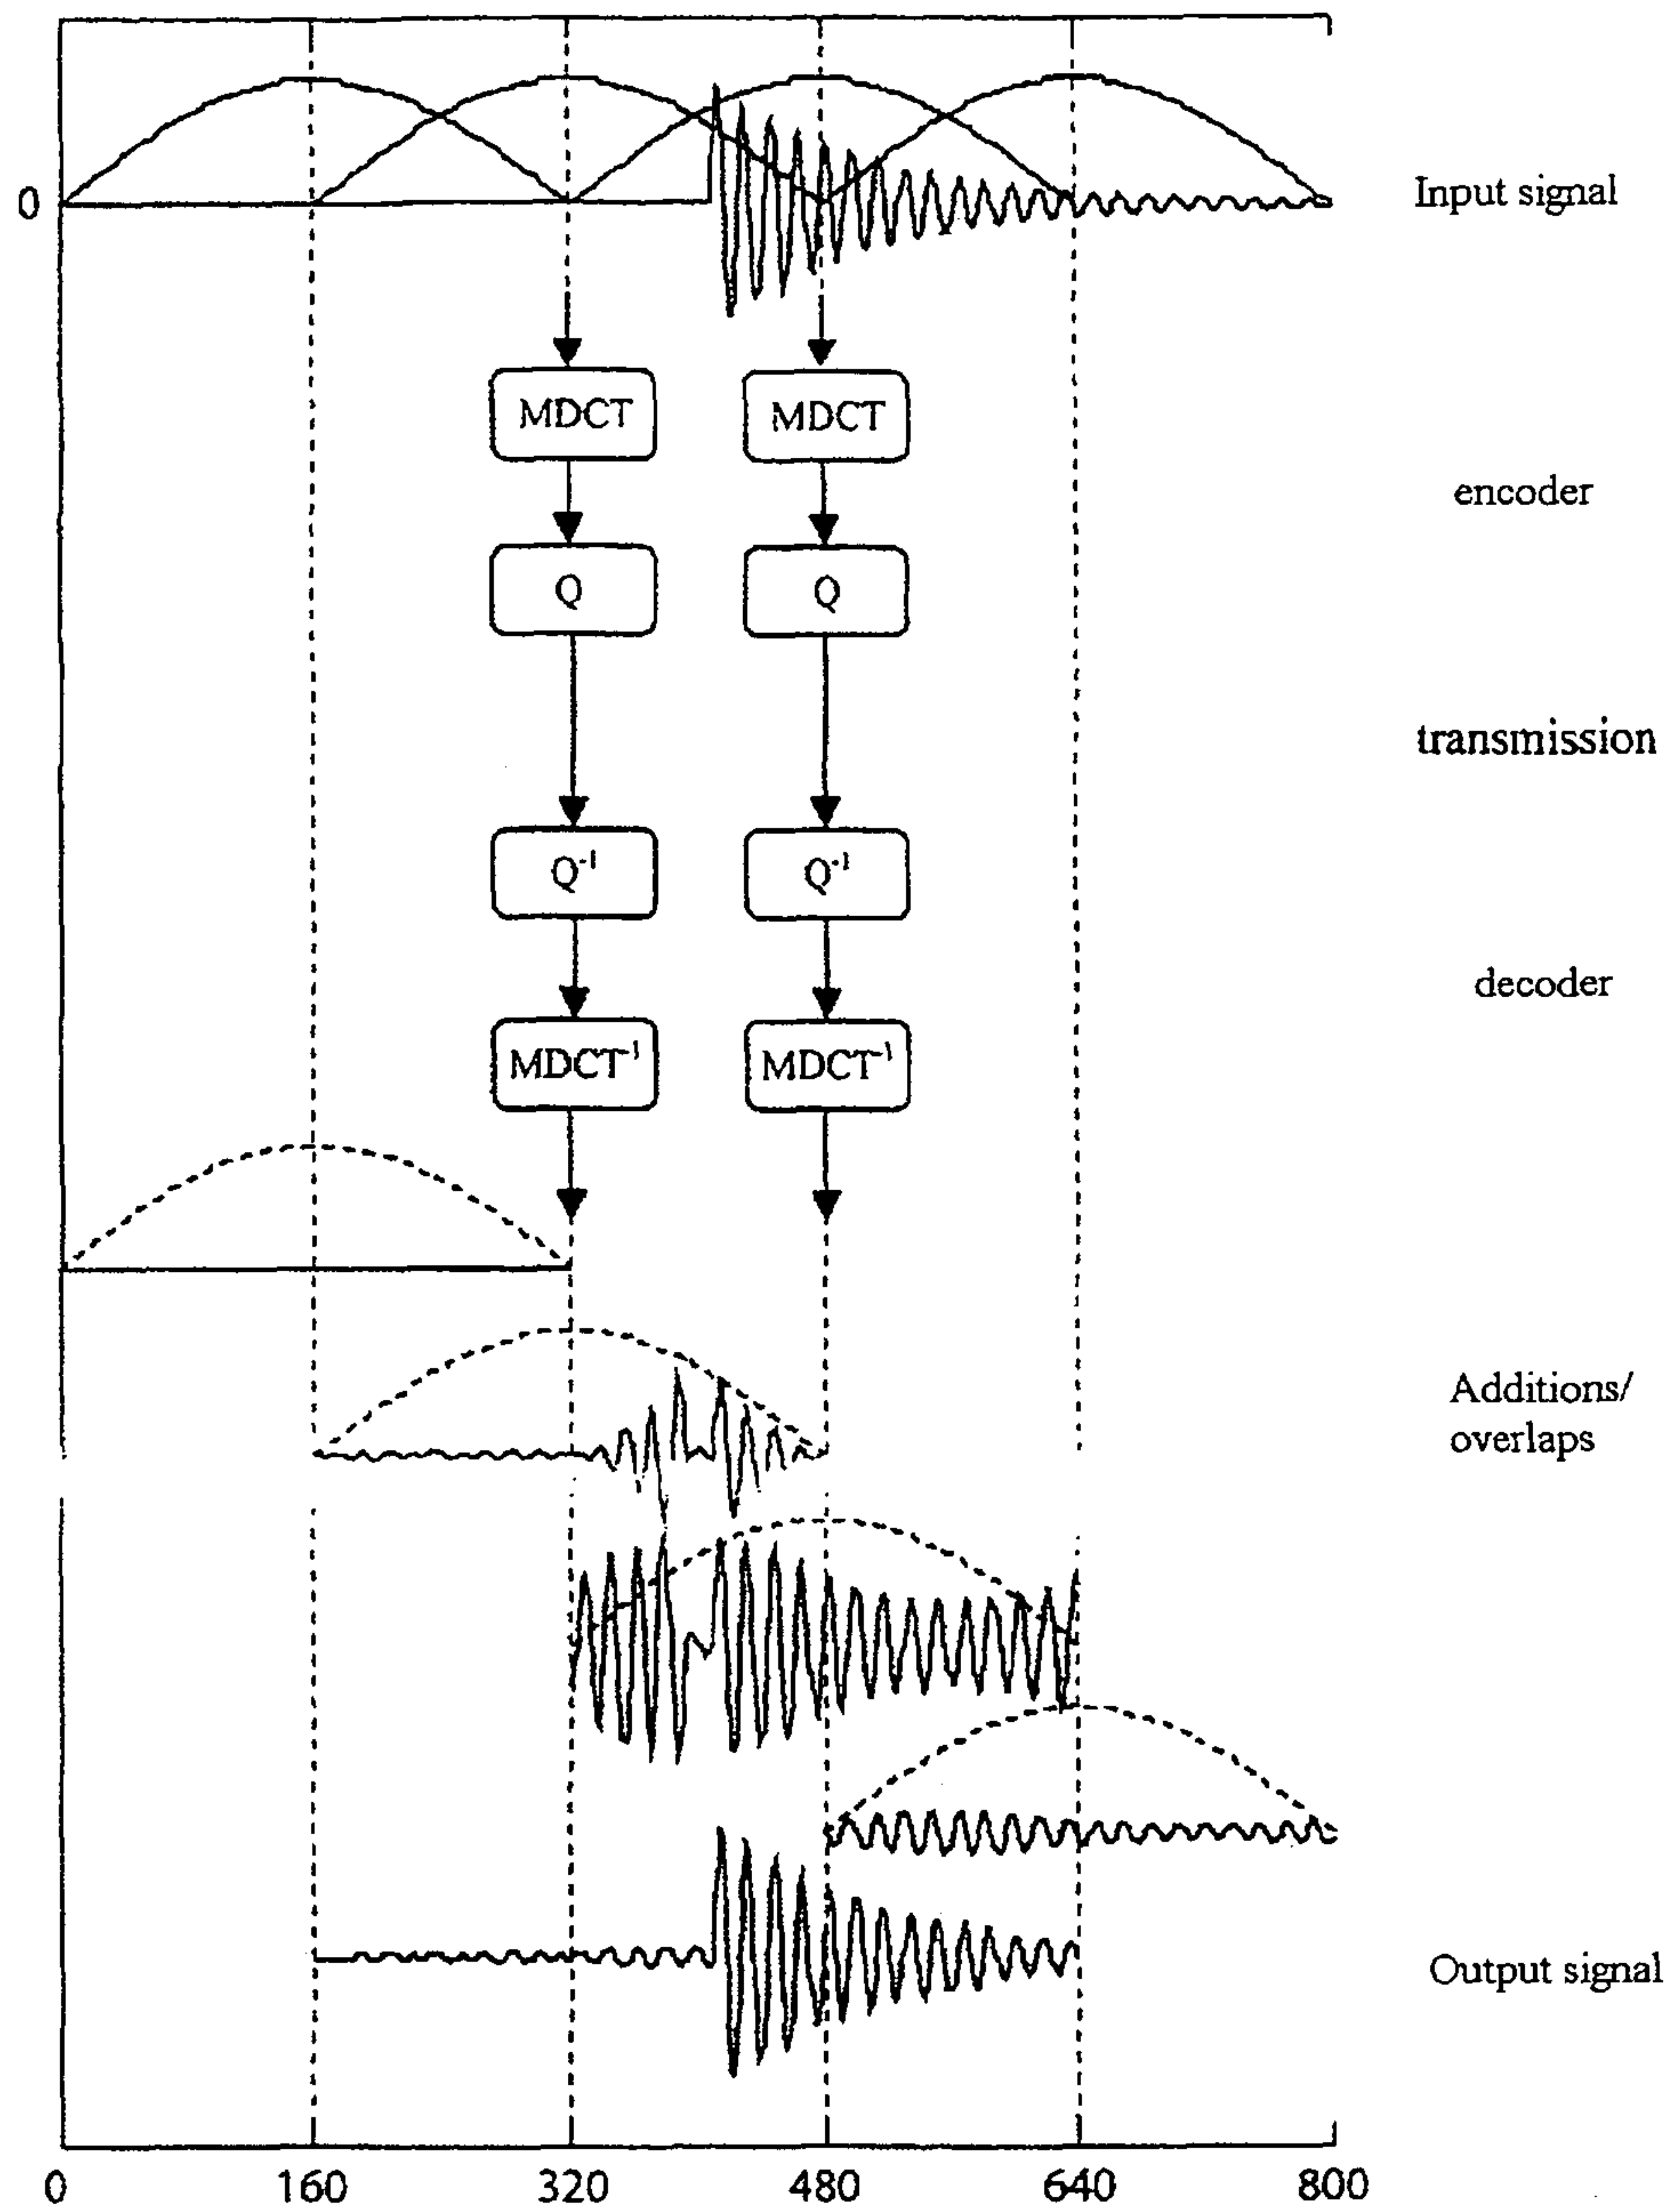 0
Input signal
MDCT
MDCT
encoder
Q
Q
transmission
Q⁻¹
Q⁻¹
decoder
MDCT⁻¹
MDCT⁻¹
Additions/
overlaps
Output signal
0 160 320 480 640 800